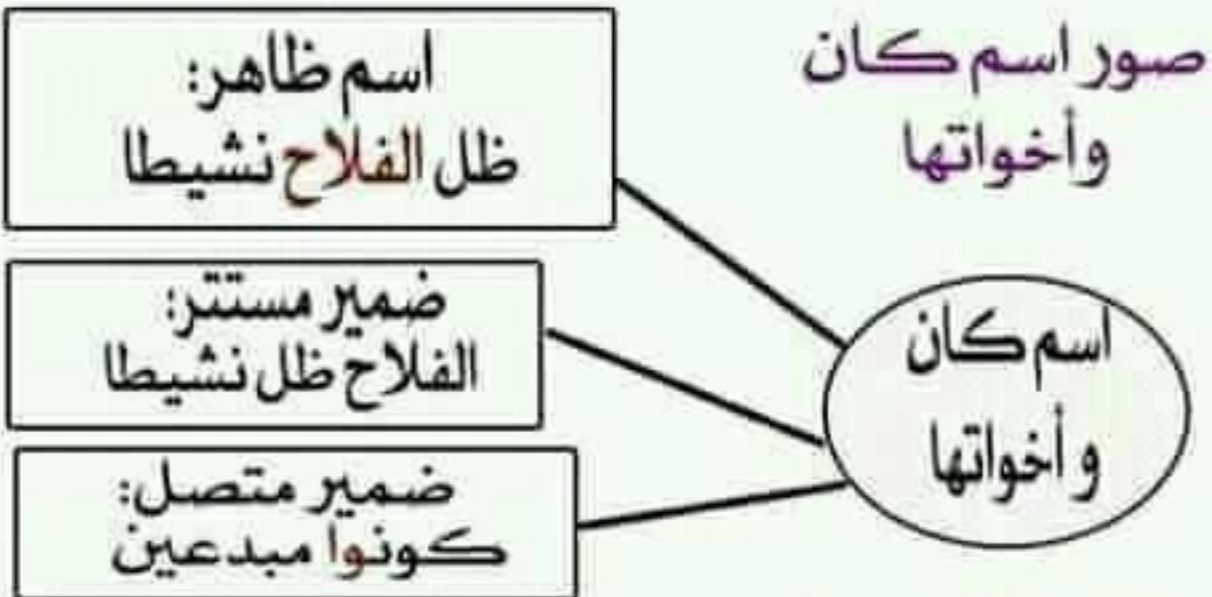 صور اسم كان
وأخواتها
اسم كان
و أخواتها
اسم ظاهر:
ظل الفلاح نشيطا
ضمير مستتر:
الفلاح ظل نشيطا
ضمير متصل:
كونوا مبدعين